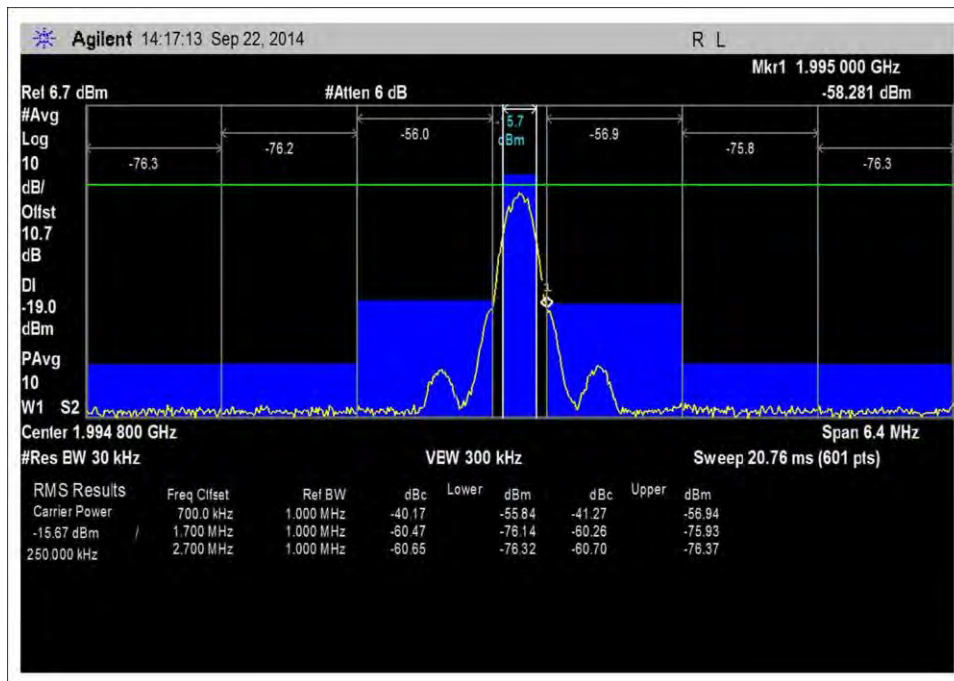 Agilent 14:17:13 Sep 22, 2014 R L
Mkr1 1.995 000 GHz
Ref 6.7 dBm #Atten 6 dB -58.281 dBm
#Avg
Log
10
dB/
Offst
10.7
dB
DI
-19.0
dBm
PAvg
10
W1 S2
-76.3 -76.2 -56.0 5.7 -56.9 -75.8 -76.3
dBm
1
Center 1.994 800 GHz Span 6.4 MHz
#Res BW 30 kHz VBW 300 kHz Sweep 20.76 ms (601 pts)
RMS Results Freq Offset Ref BW dBc Lower dBm dBc Upper dBm
Carrier Power 700.0 kHz 1.000 MHz -40.17 -55.84 -41.27 -56.94
-15.67 dBm / 1.700 MHz 1.000 MHz -60.47 -76.14 -60.26 -75.93
250.000 kHz 2.700 MHz 1.000 MHz -60.65 -76.32 -60.70 -76.37